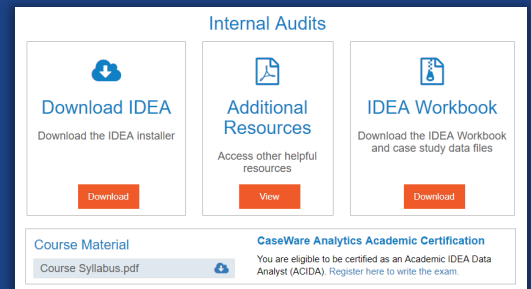 Internal Audits
Download IDEA
Download the IDEA installer
Download
Additional
Resources
Access other helpful
resources
View
IDEA Workbook
Download the IDEA Workbook
and case study data files
Download
Course Material
Course Syllabus.pdf
CaseWare Analytics Academic Certification
You are eligible to be certified as an Academic IDEA Data
Analyst (ACIDA). Register here to write the exam.